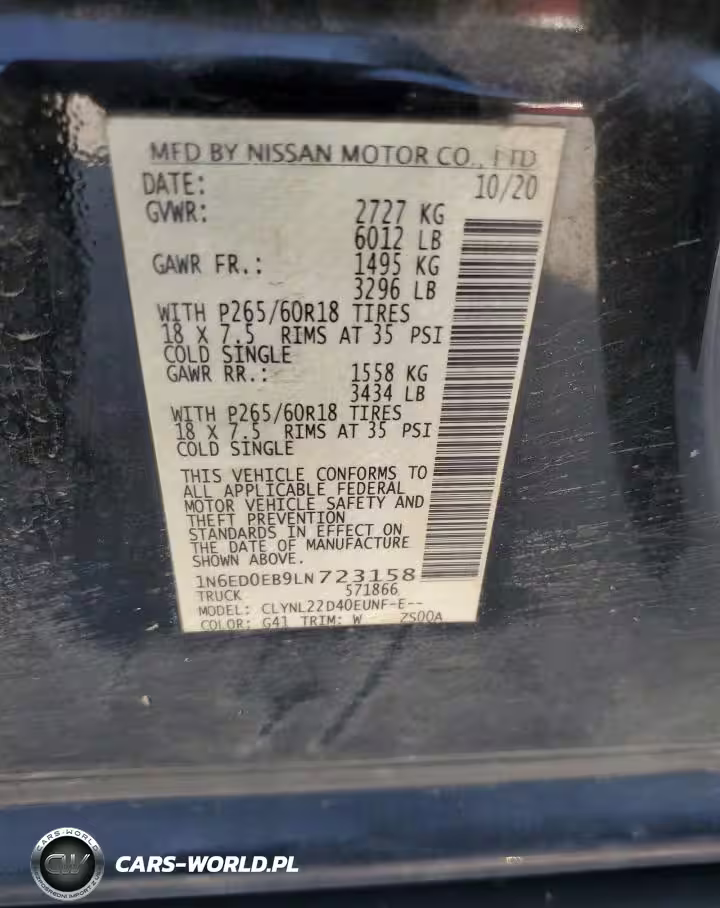 MFD BY NISSAN MOTOR CO., LTD
DATE: 10/20
GVWR: 2727 KG
6012 LB
GAWR FR.: 1495 KG
3296 LB
WITH P265/60R18 TIRES
18 X 7.5 RIMS AT 35 PSI
COLD SINGLE
GAWR RR.: 1558 KG
3434 LB
WITH P265/60R18 TIRES
18 X 7.5 RIMS AT 35 PSI
COLD SINGLE
THIS VEHICLE CONFORMS TO
ALL APPLICABLE FEDERAL
MOTOR VEHICLE SAFETY AND
THEFT PREVENTION
STANDARDS IN EFFECT ON
THE DATE OF MANUFACTURE
SHOWN ABOVE.
1N6ED0EB9LN723158
TRUCK 571866
MODEL: CLYNL22D40EUNF-E--
COLOR: G41 TRIM: W ZS00A
CARS-WORLD
CW
CARS-WORLD.PL